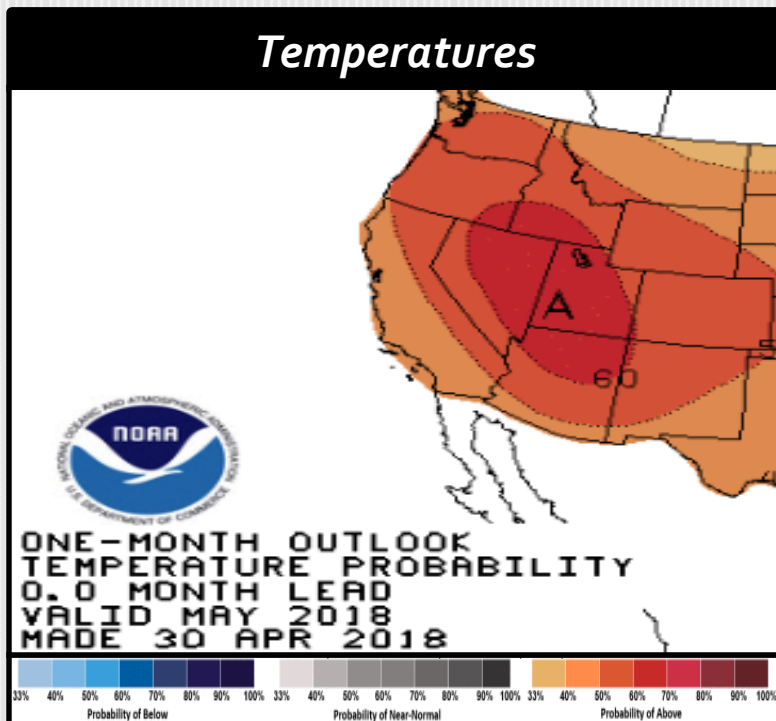 Temperatures
A
60
NATIONAL OCEANIC AND ATMOSPHERIC ADMINISTRATION
NOAA
U.S. DEPARTMENT OF COMMERCE
ONE-MONTH OUTLOOK
TEMPERATURE PROBABILITY
0.0 MONTH LEAD
VALID MAY 2018
MADE 30 APR 2018
33% 40% 50% 60% 70% 80% 90% 100% 33% 40% 50% 60% 70% 80% 90% 100% 33% 40% 50% 60% 70% 80% 90% 100%
Probability of Below Probability of Near-Normal Probability of Above